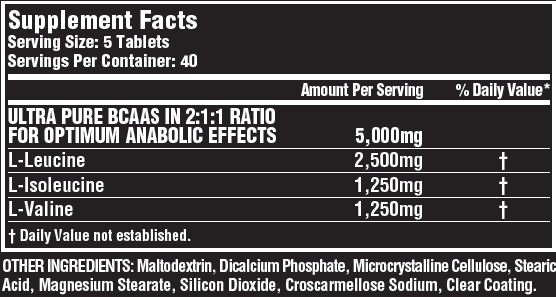 Supplement Facts
Serving Size: 5 Tablets
Servings Per Container: 40
Amount Per Serving % Daily Value*
ULTRA PURE BCAAS IN 2:1:1 RATIO
FOR OPTIMUM ANABOLIC EFFECTS 5,000mg
L-Leucine 2,500mg †
L-Isoleucine 1,250mg †
L-Valine 1,250mg †
† Daily Value not established.
OTHER INGREDIENTS: Maltodextrin, Dicalcium Phosphate, Microcrystalline Cellulose, Stearic
Acid, Magnesium Stearate, Silicon Dioxide, Croscarmellose Sodium, Clear Coating.